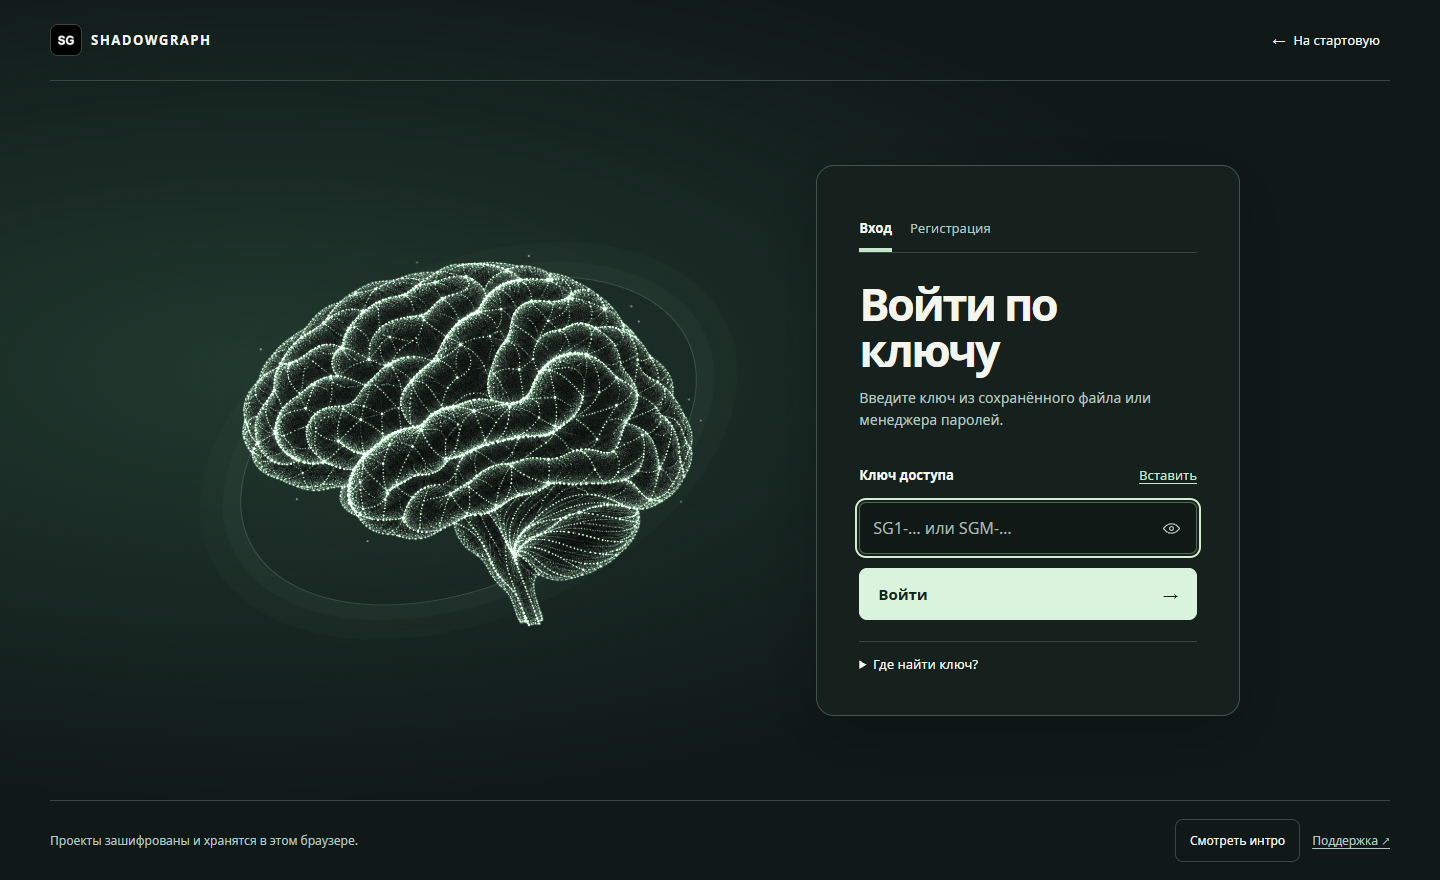 SG SHADOWGRAPH
← На стартовую
Вход Регистрация
Войти по
ключу
Введите ключ из сохранённого файла или
менеджера паролей.
Ключ доступа Вставить
SG1-... или SGM-...
Войти →
▶ Где найти ключ?
Проекты зашифрованы и хранятся в этом браузере.
Смотреть интро Поддержка ↗